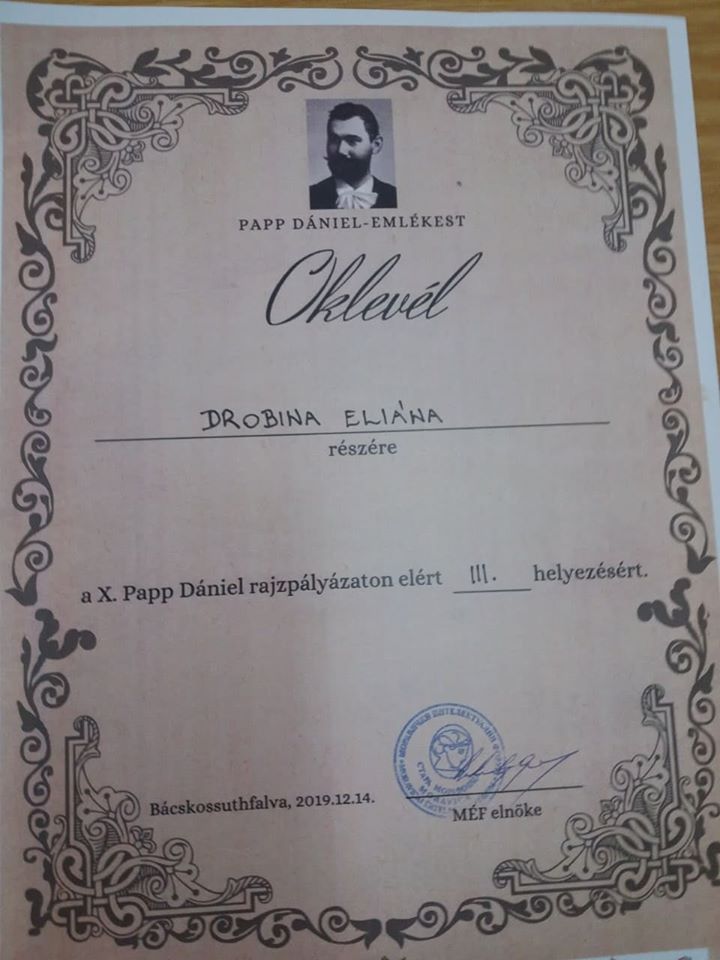 PAPP DÁNIEL-EMLÉKEST
Oklevél
DROBINA ELIÁNA
részére
a X. Papp Dániel rajzpályázaton elért III. helyezésért.
Bácskossuthfalva, 2019.12.14.
MÉF elnöke